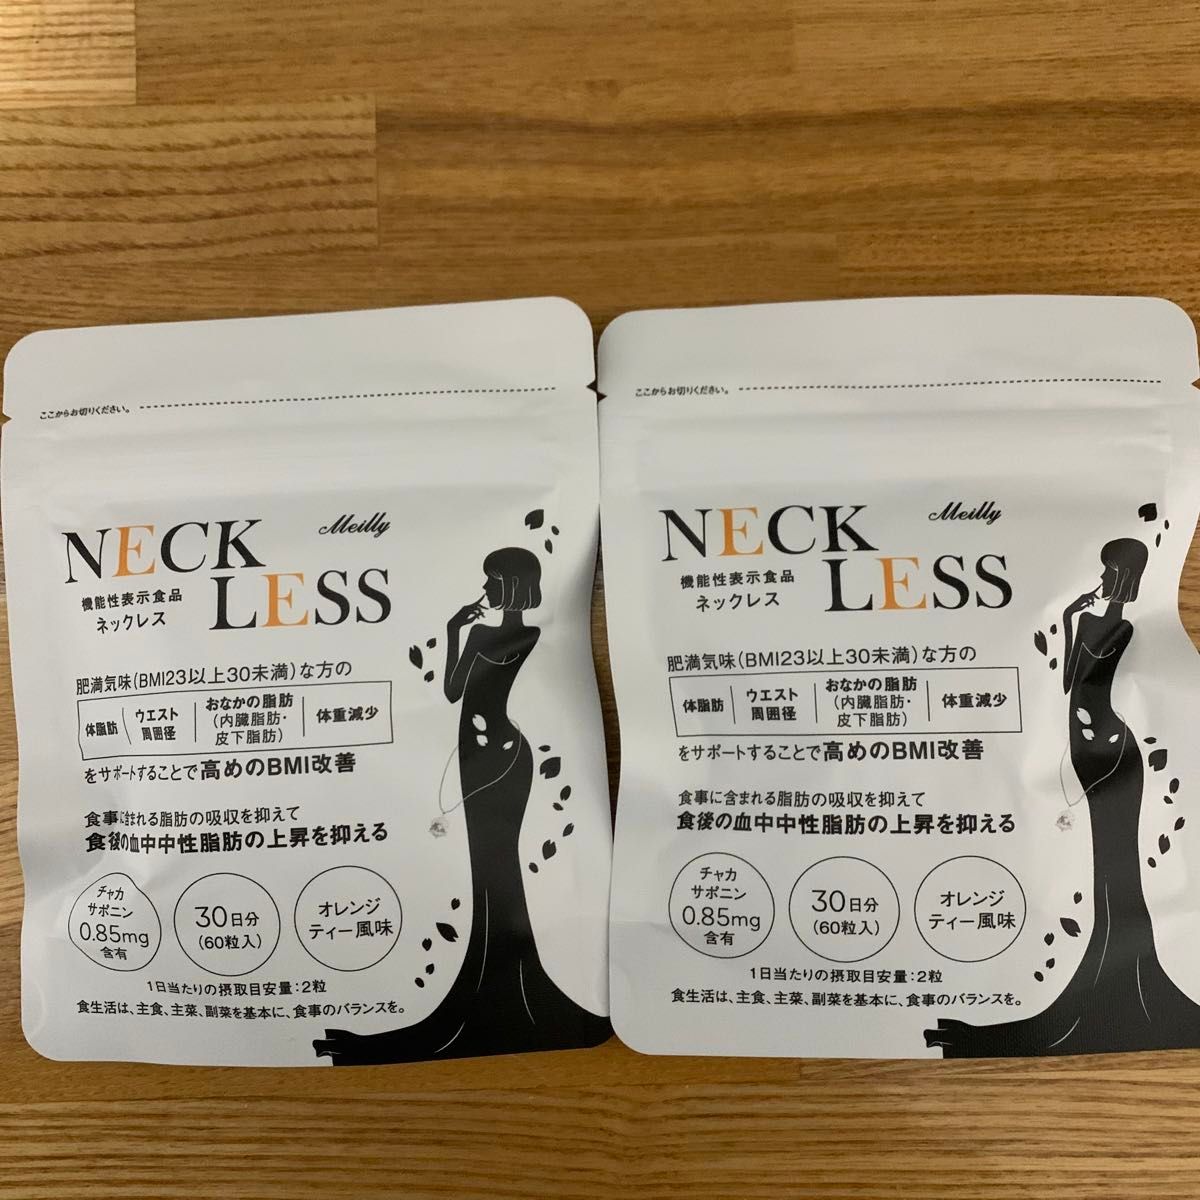 ここからお切りください。
NECK
Meilly
LESS
機能性表示食品
ネックレス
肥満気味(BMI23以上30未満)な方の
体脂肪
ウエスト
周囲径
おなかの脂肪
(内臓脂肪・
皮下脂肪)
体重減少
をサポートすることで高めのBMI改善
食事に含まれる脂肪の吸収を抑えて
食後の血中中性脂肪の上昇を抑える
チャカ
サポニン
0.85mg
含有
30日分
(60粒入)
オレンジ
ティー風味
1日当たりの摂取目安量:2粒
食生活は、主食、主菜、副菜を基本に、食事のバランスを。
ここからお切りください。
NECK
Meilly
LESS
機能性表示食品
ネックレス
肥満気味(BMI23以上30未満)な方の
体脂肪
ウエスト
周囲径
おなかの脂肪
(内臓脂肪・
皮下脂肪)
体重減少
をサポートすることで高めのBMI改善
食事に含まれる脂肪の吸収を抑えて
食後の血中中性脂肪の上昇を抑える
チャカ
サポニン
0.85mg
含有
30日分
(60粒入)
オレンジ
ティー風味
1日当たりの摂取目安量:2粒
食生活は、主食、主菜、副菜を基本に、食事のバランスを。